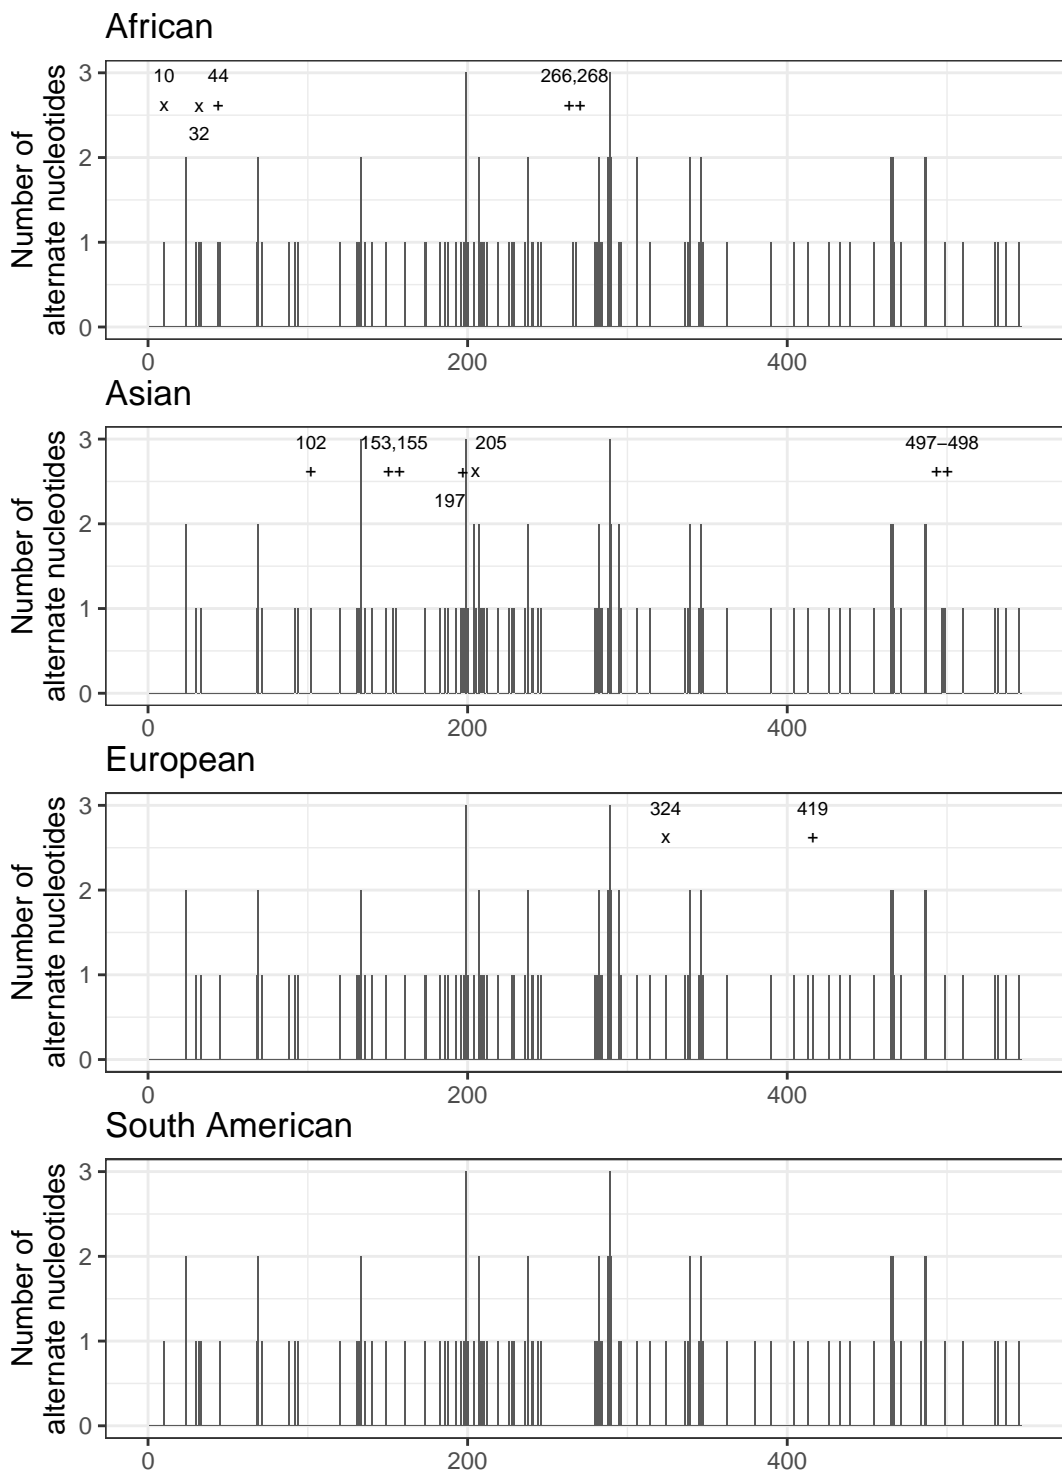 African
Number of
alternate nucleotides
3
2
1
0
10 44 266,268
x x + ++
32
0 200 400
Asian
Number of
alternate nucleotides
3
2
1
0
102 153,155 205 497–498
+ ++ + x ++
197
0 200 400
European
Number of
alternate nucleotides
3
2
1
0
324 419
x +
0 200 400
South American
Number of
alternate nucleotides
3
2
1
0
0 200 400